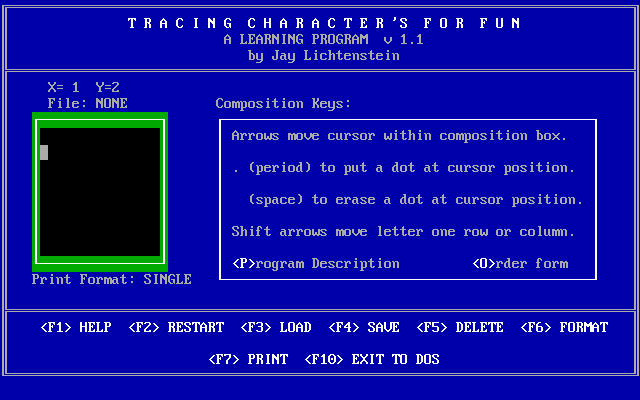 TRACING CHARACTER'S FOR FUN
A LEARNING PROGRAM v 1.1
by Jay Lichtenstein
X= 1 Y=2
File: NONE
Composition Keys:
Arrows move cursor within composition box.
. (period) to put a dot at cursor position.
(space) to erase a dot at cursor position.
Shift arrows move letter one row or column.
<P>rogram Description <O>rder form
Print Format: SINGLE
<F1> HELP <F2> RESTART <F3> LOAD <F4> SAVE <F5> DELETE <F6> FORMAT
<F7> PRINT <F10> EXIT TO DOS